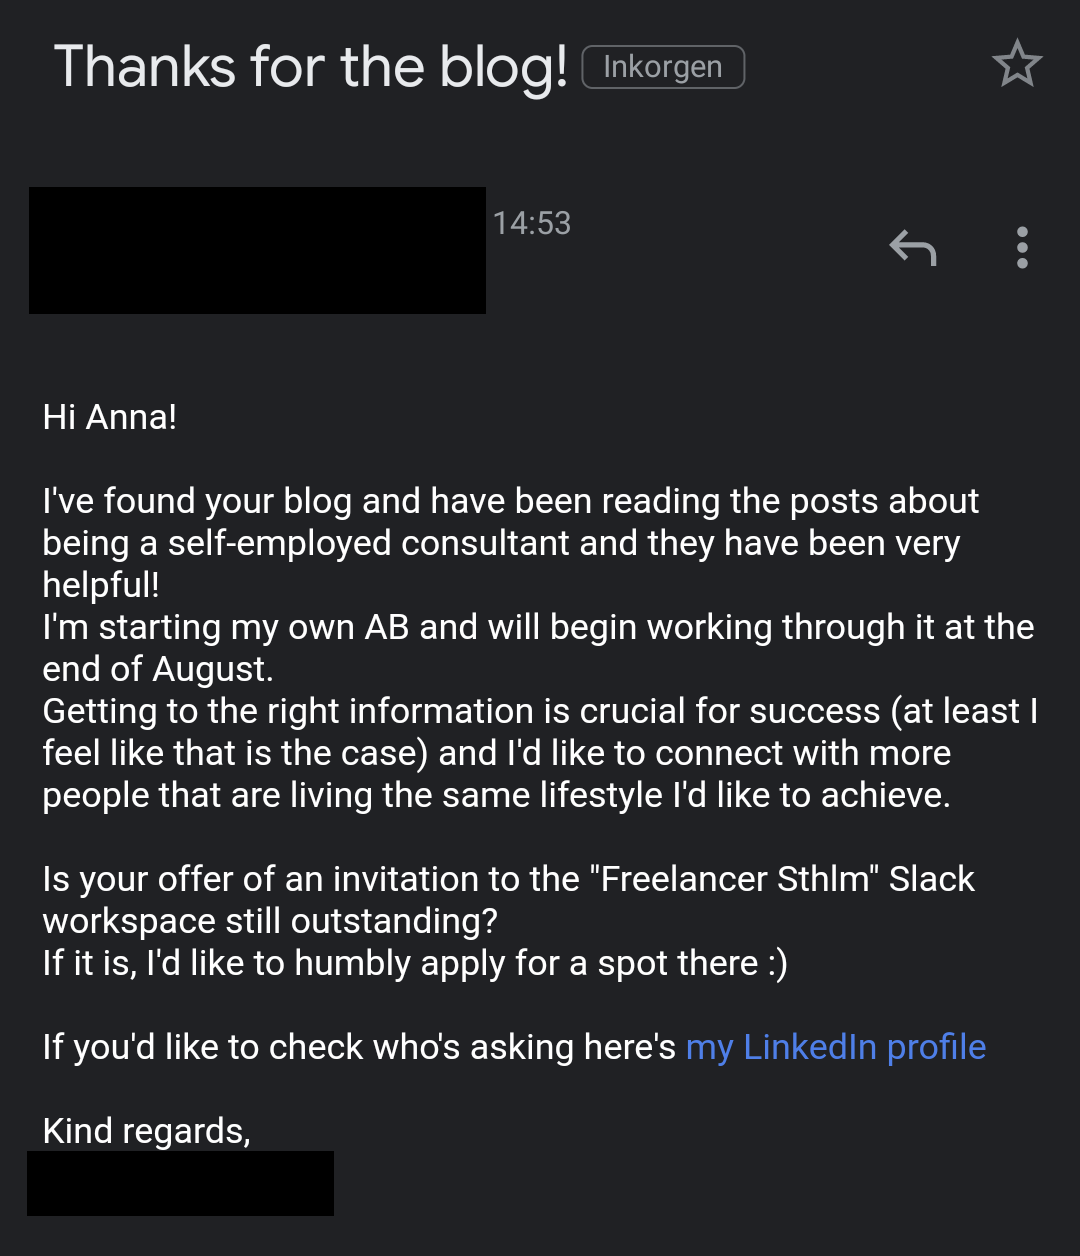 Thanks for the blog! Inkorgen
14:53
Hi Anna!
I've found your blog and have been reading the posts about
being a self-employed consultant and they have been very
helpful!
I'm starting my own AB and will begin working through it at the
end of August.
Getting to the right information is crucial for success (at least I
feel like that is the case) and I'd like to connect with more
people that are living the same lifestyle I'd like to achieve.
Is your offer of an invitation to the "Freelancer Sthlm" Slack
workspace still outstanding?
If it is, I'd like to humbly apply for a spot there :)
If you'd like to check who's asking here's my LinkedIn profile
Kind regards,